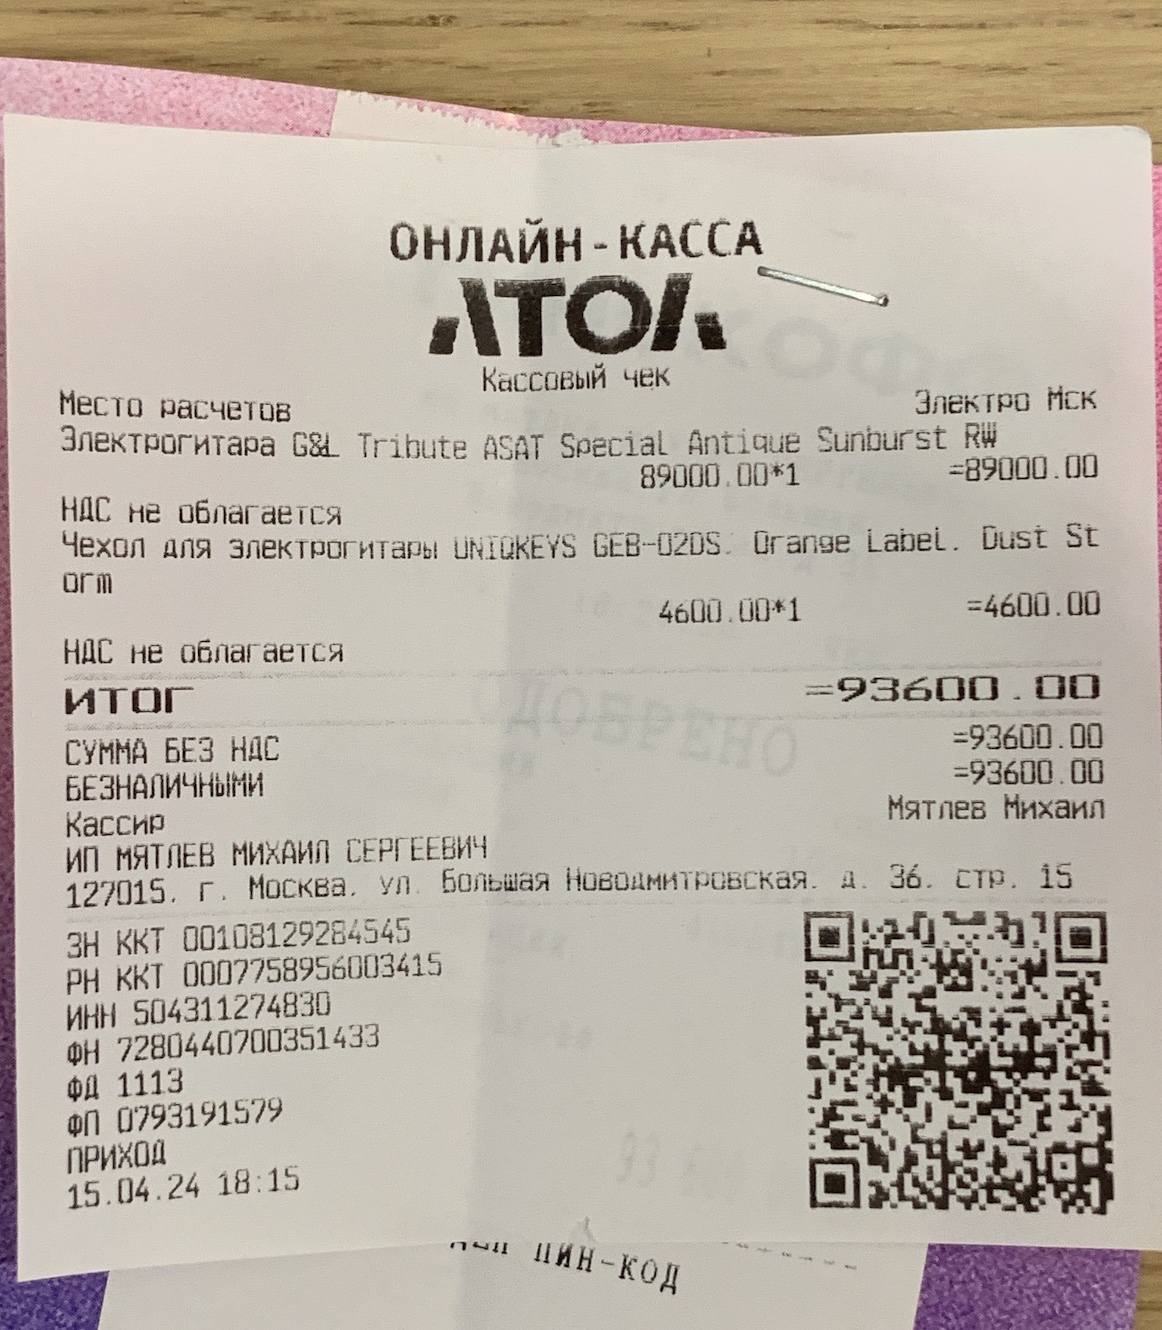 ОНЛАЙН-КАССА
АТОЛ
Кассовый чек
Место расчетов Электро Мск
Электрогитара G&L Tribute ASAT Special Antique Sunburst RW
89000.00*1 =89000.00
НДС не облагается
Чехол для электрогитары UNIQKEYS GEB-02DS. Orange Label. Dust St
orm
4600.00*1 =4600.00
НДС не облагается
ИТОГ =93600.00
СУММА БЕЗ НДС =93600.00
БЕЗНАЛИЧНЫМИ =93600.00
Кассир Мятлев Михаил
ИП МЯТЛЕВ МИХАИЛ СЕРГЕЕВИЧ
127015, г. Москва, ул. Большая Новодмитровская, д. 36, стр. 15
ЗН ККТ 00108129284545
РН ККТ 0007758956003415
ИНН 504311274830
ФН 7280440700351433
ФД 1113
ФП 0793191579
ПРИХОД
15.04.24 18:15
ОДОБРЕНО
ПИН-КОД